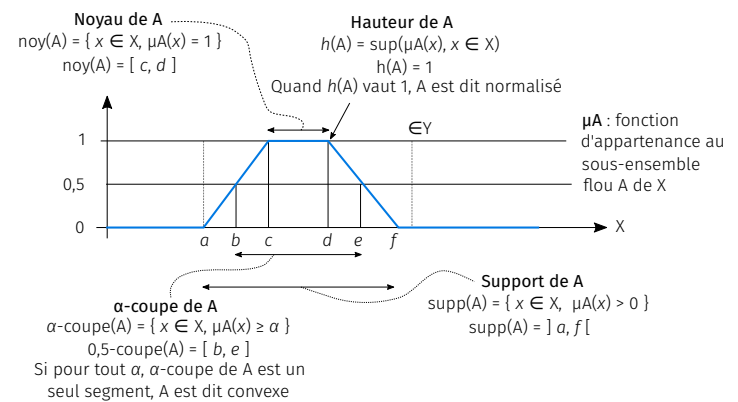 Noyau de A
noy(A) = { x ∈ X, μA(x) = 1 }
noy(A) = [ c, d ]
Hauteur de A
h(A) = sup(μA(x), x ∈ X)
h(A) = 1
Quand h(A) vaut 1, A est dit normalisé
∈Y
μA : fonction
d'appartenance au
sous-ensemble
flou A de X
1
0,5
0
X
a b c d e f
α-coupe de A
α-coupe(A) = { x ∈ X, μA(x) ≥ α }
0,5-coupe(A) = [ b, e ]
Si pour tout α, α-coupe de A est un
seul segment, A est dit convexe
Support de A
supp(A) = { x ∈ X, μA(x) > 0 }
supp(A) = ] a, f [